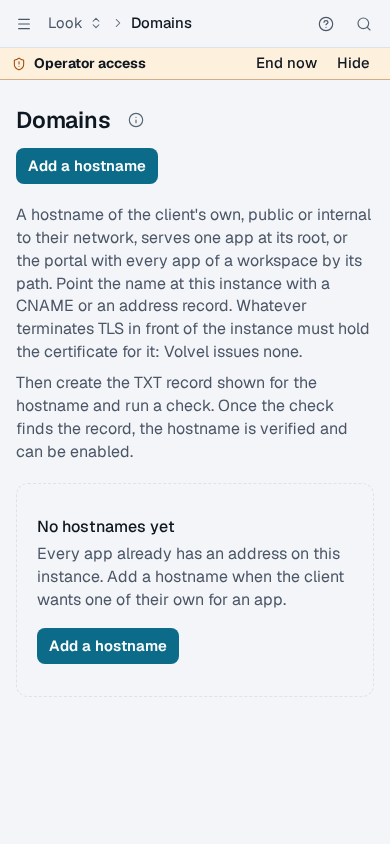 Look
Domains
Operator access
End now
Hide
Domains
Add a hostname
A hostname of the client's own, public or internal
to their network, serves one app at its root, or
the portal with every app of a workspace by its
path. Point the name at this instance with a
CNAME or an address record. Whatever
terminates TLS in front of the instance must hold
the certificate for it: Volvel issues none.
Then create the TXT record shown for the
hostname and run a check. Once the check
finds the record, the hostname is verified and
can be enabled.
No hostnames yet
Every app already has an address on this
instance. Add a hostname when the client
wants one of their own for an app.
Add a hostname